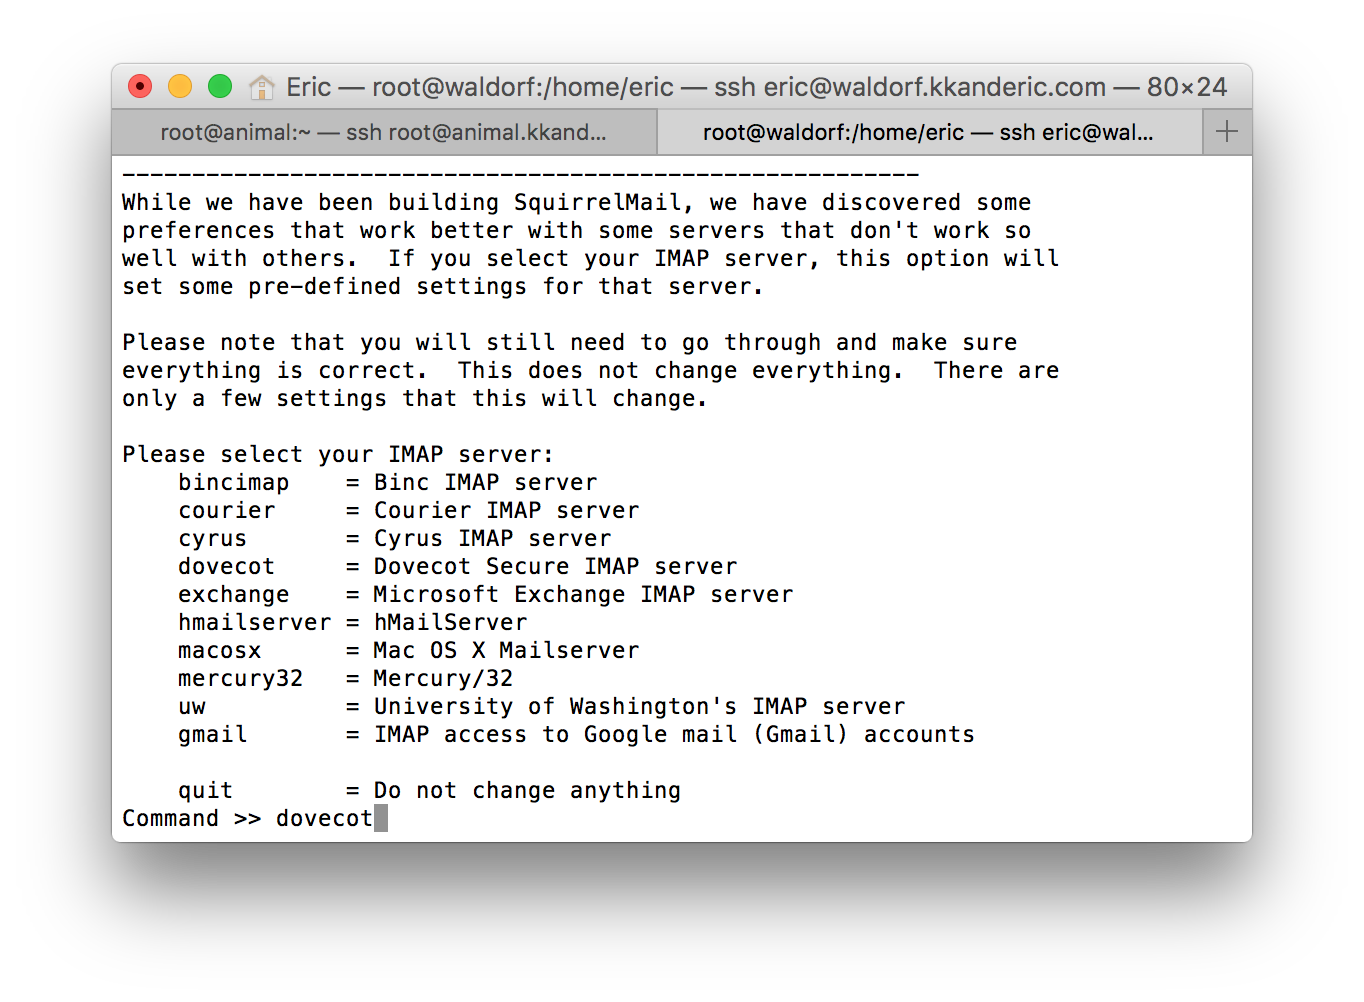 Eric — root@waldorf:/home/eric — ssh eric@waldorf.kkanderic.com — 80×24
root@animal:~ — ssh root@animal.kkand...
root@waldorf:/home/eric — ssh eric@wal...
+
---------------------------------------------------------
While we have been building SquirrelMail, we have discovered some
preferences that work better with some servers that don't work so
well with others.  If you select your IMAP server, this option will
set some pre-defined settings for that server.

Please note that you will still need to go through and make sure
everything is correct.  This does not change everything.  There are
only a few settings that this will change.

Please select your IMAP server:
    bincimap    = Binc IMAP server
    courier     = Courier IMAP server
    cyrus       = Cyrus IMAP server
    dovecot     = Dovecot Secure IMAP server
    exchange    = Microsoft Exchange IMAP server
    hmailserver = hMailServer
    macosx      = Mac OS X Mailserver
    mercury32   = Mercury/32
    uw          = University of Washington's IMAP server
    gmail       = IMAP access to Google mail (Gmail) accounts

    quit        = Do not change anything
Command >> dovecot